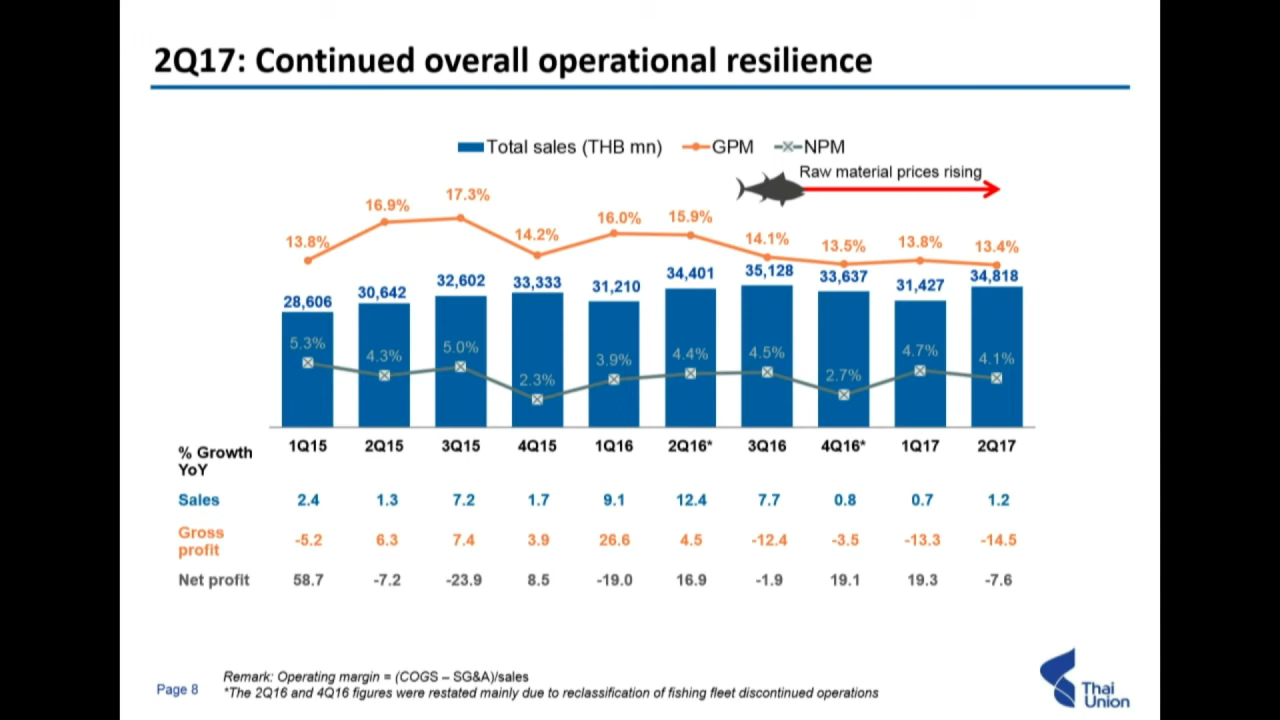 2Q17: Continued overall operational resilience
Total sales (THB mn) GPM NPM
Raw material prices rising
13.8% 16.9% 17.3% 14.2% 16.0% 15.9% 14.1% 13.5% 13.8% 13.4%
28,606 30,642 32,602 33,333 31,210 34,401 35,128 33,637 31,427 34,818
5.3% 4.3% 5.0% 2.3% 3.9% 4.4% 4.5% 2.7% 4.7% 4.1%
1Q15 2Q15 3Q15 4Q15 1Q16 2Q16* 3Q16 4Q16* 1Q17 2Q17
% Growth
YoY
Sales 2.4 1.3 7.2 1.7 9.1 12.4 7.7 0.8 0.7 1.2
Gross
profit -5.2 6.3 7.4 3.9 26.6 4.5 -12.4 -3.5 -13.3 -14.5
Net profit 58.7 -7.2 -23.9 8.5 -19.0 16.9 -1.9 19.1 19.3 -7.6
Remark: Operating margin = (COGS – SG&A)/sales
*The 2Q16 and 4Q16 figures were restated mainly due to reclassification of fishing fleet discontinued operations
Page 8
Thai
Union